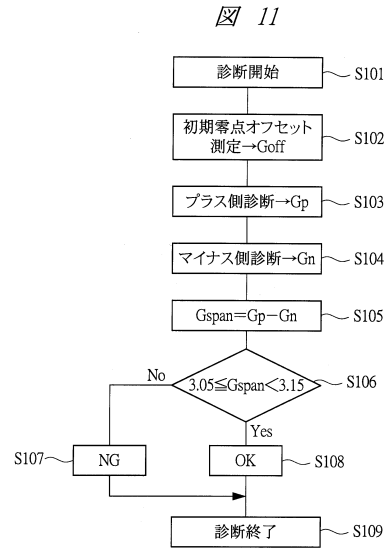 図 11
診断開始
S101
初期零点オフセット
測定→Goff
S102
プラス側診断→Gp
S103
マイナス側診断→Gn
S104
Gspan=Gp−Gn
S105
3.05≦Gspan<3.15
S106
No
Yes
S107
NG
OK
S108
診断終了
S109